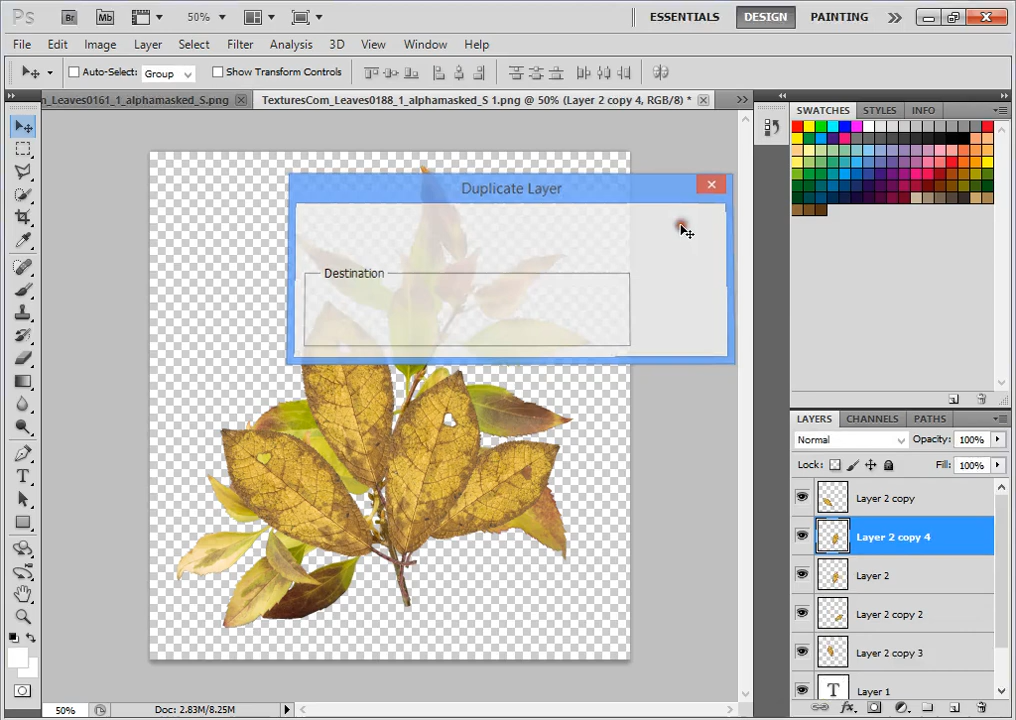 Ps Br Mb 50% ESSENTIALS DESIGN PAINTING
File Edit Image Layer Select Filter Analysis 3D View Window Help
Auto-Select: Group Show Transform Controls
m_Leaves0161_1_alphamasked_S.png TexturesCom_Leaves0188_1_alphamasked_S 1.png @ 50% (Layer 2 copy 4, RGB/8) *
SWATCHES STYLES INFO
Duplicate Layer
Destination
LAYERS CHANNELS PATHS
Normal Opacity: 100%
Lock: Fill: 100%
Layer 2 copy
Layer 2 copy 4
Layer 2
Layer 2 copy 2
Layer 2 copy 3
T Layer 1
T
50% Doc: 2.83M/8.25M
fx